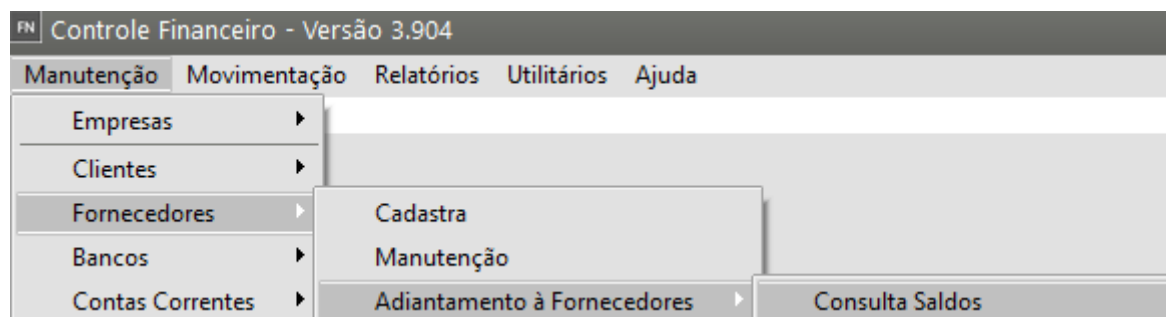 FN Controle Financeiro - Versão 3.904
Manutenção Movimentação Relatórios Utilitários Ajuda
Empresas
Clientes
Fornecedores Cadastra
Bancos Manutenção
Contas Correntes Adiantamento à Fornecedores Consulta Saldos